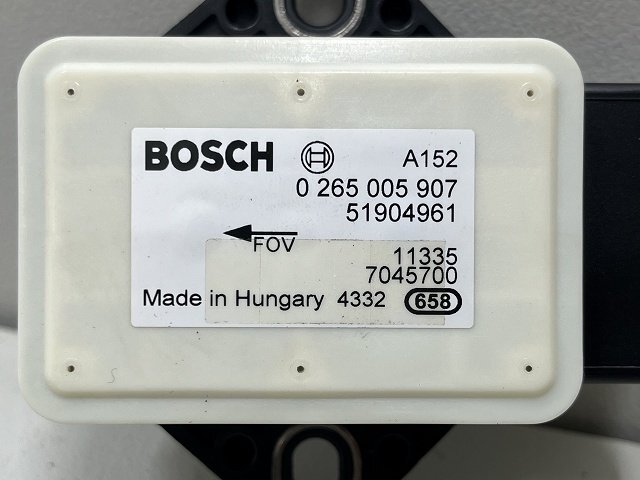 BOSCH A152
0 265 005 907
51904961
FOV
11335
7045700
Made in Hungary 4332 658